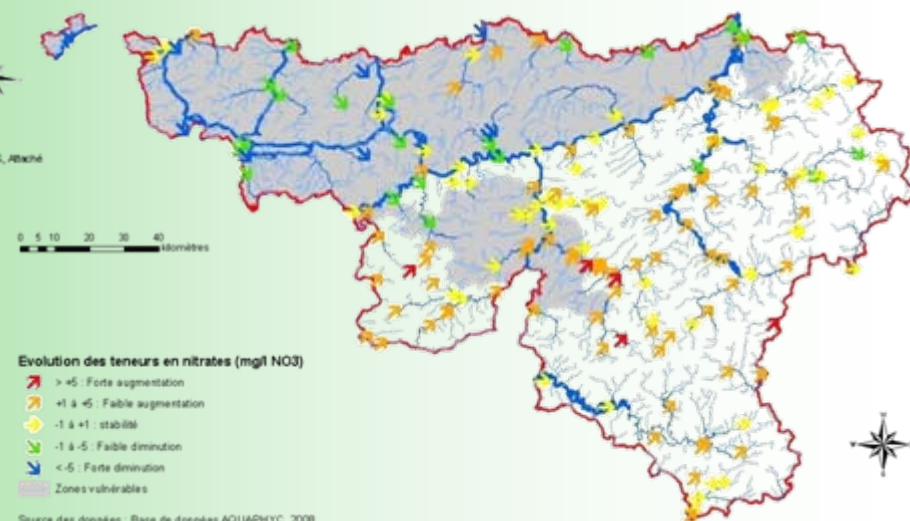 , Attaché
0 5 10 20 30 40
kilomètres
Evolution des teneurs en nitrates (mg/l NO3)
> +5 : Forte augmentation
+1 à +5 : Faible augmentation
-1 à +1 : stabilité
-1 à -5 : Faible diminution
< -5 : Forte diminution
Zones vulnérables
Source des données : Base de données AQUAPHYC, 2008